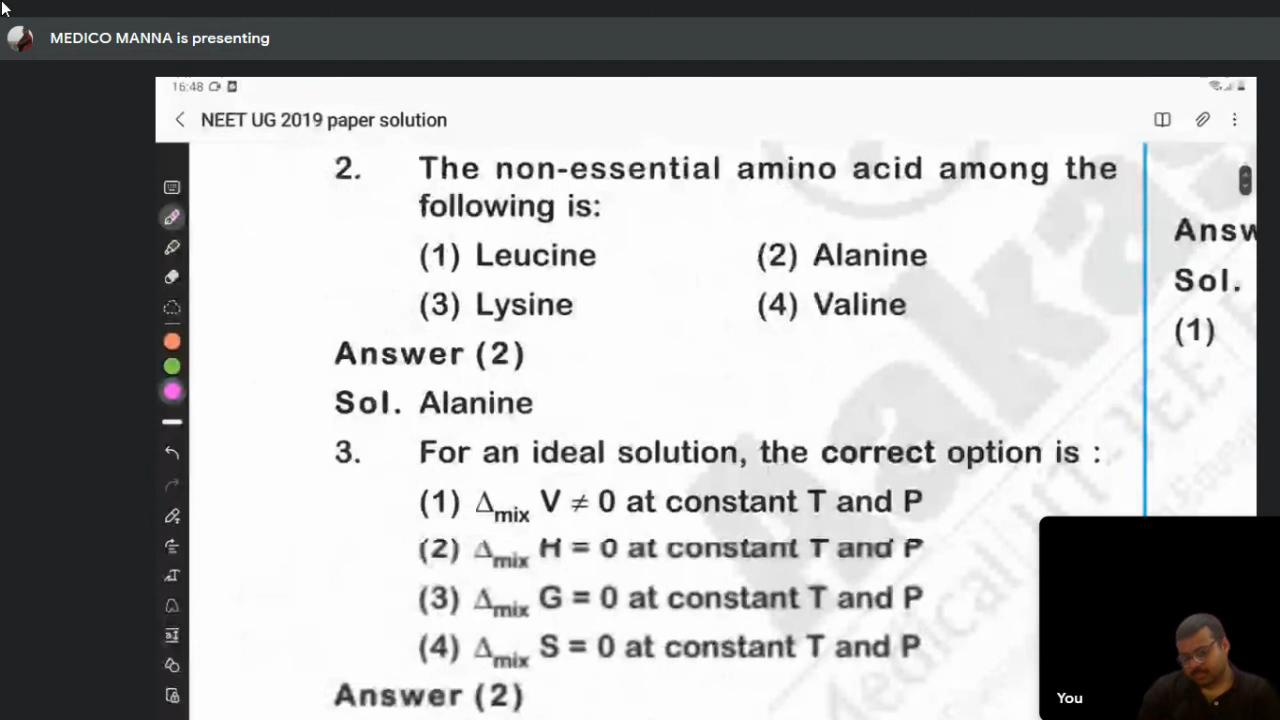 MEDICO MANNA is presenting
16:48
NEET UG 2019 paper solution
2. The non-essential amino acid among the
following is:
(1) Leucine (2) Alanine
(3) Lysine (4) Valine
Answer (2)
Sol. Alanine
3. For an ideal solution, the correct option is :
(1) Δmix V ≠ 0 at constant T and P
(2) Δmix H = 0 at constant T and P
(3) Δmix G = 0 at constant T and P
(4) Δmix S = 0 at constant T and P
Answer (2)
Answ
Sol.
(1)
You